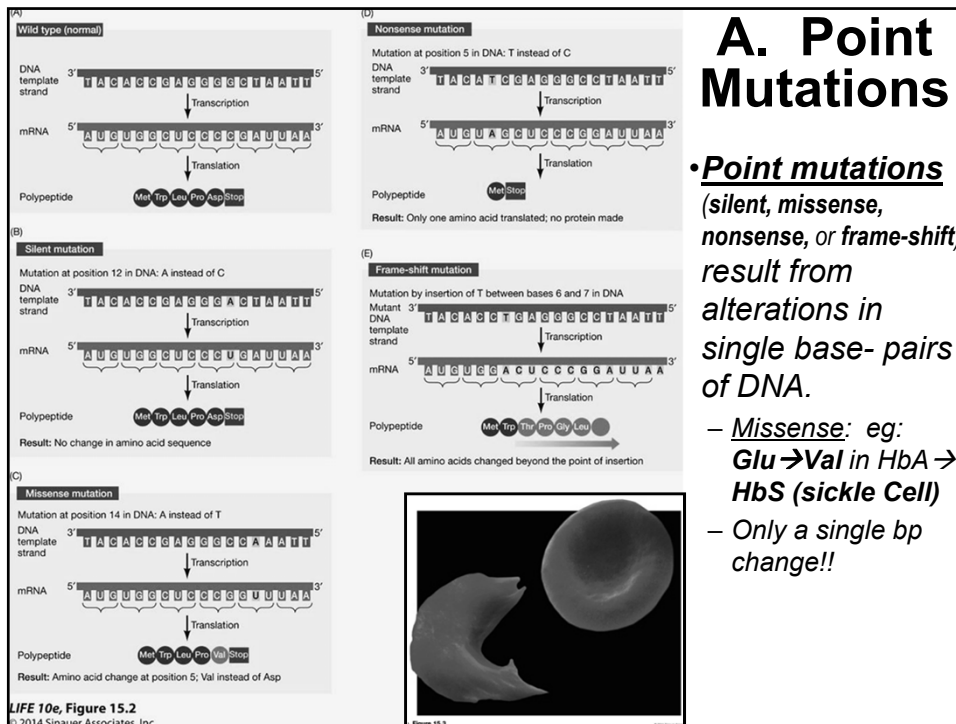 (A)
Wild type (normal)
DNA template strand
3′ T A C A C C G A G G G G C T A A T T 5′
Transcription
mRNA
5′ A U G U G G C U C C C C G A U U A A 3′
Translation
Polypeptide
Met Trp Leu Pro Asp Stop
(B)
Silent mutation
Mutation at position 12 in DNA: A instead of C
DNA template strand
3′ T A C A C C G A G G G A C T A A T T 5′
Transcription
mRNA
5′ A U G U G G C U C C C U G A U U A A 3′
Translation
Polypeptide
Met Trp Leu Pro Asp Stop
Result: No change in amino acid sequence
(C)
Missense mutation
Mutation at position 14 in DNA: A instead of T
DNA template strand
3′ T A C A C C G A G G G C C A A A T T 5′
Transcription
mRNA
5′ A U G U G G C U C C C G G U U U A A 3′
Translation
Polypeptide
Met Trp Leu Pro Val Stop
Result: Amino acid change at position 5; Val instead of Asp
LIFE 10e, Figure 15.2
© 2014 Sinauer Associates, Inc.
(D)
Nonsense mutation
Mutation at position 5 in DNA: T instead of C
DNA template strand
3′ T A C A T C G A G G G C C T A A T T 5′
Transcription
mRNA
5′ A U G U A G C U C C C G G A U U A A 3′
Translation
Polypeptide
Met Stop
Result: Only one amino acid translated; no protein made
(E)
Frame-shift mutation
Mutation by insertion of T between bases 6 and 7 in DNA
Mutant DNA template strand
3′ T A C A C C T G A G G G C C T A A T T 5′
Transcription
mRNA
5′ A U G U G G A C U C C C G G A U U A A 3′
Translation
Polypeptide
Met Trp Thr Pro Gly Leu
Result: All amino acids changed beyond the point of insertion
Figure 15.3
A. Point
Mutations
•Point mutations
(silent, missense,
nonsense, or frame-shift)
result from
alterations in
single base- pairs
of DNA.
– Missense: eg:
Glu→Val in HbA→
HbS (sickle Cell)
– Only a single bp
change!!